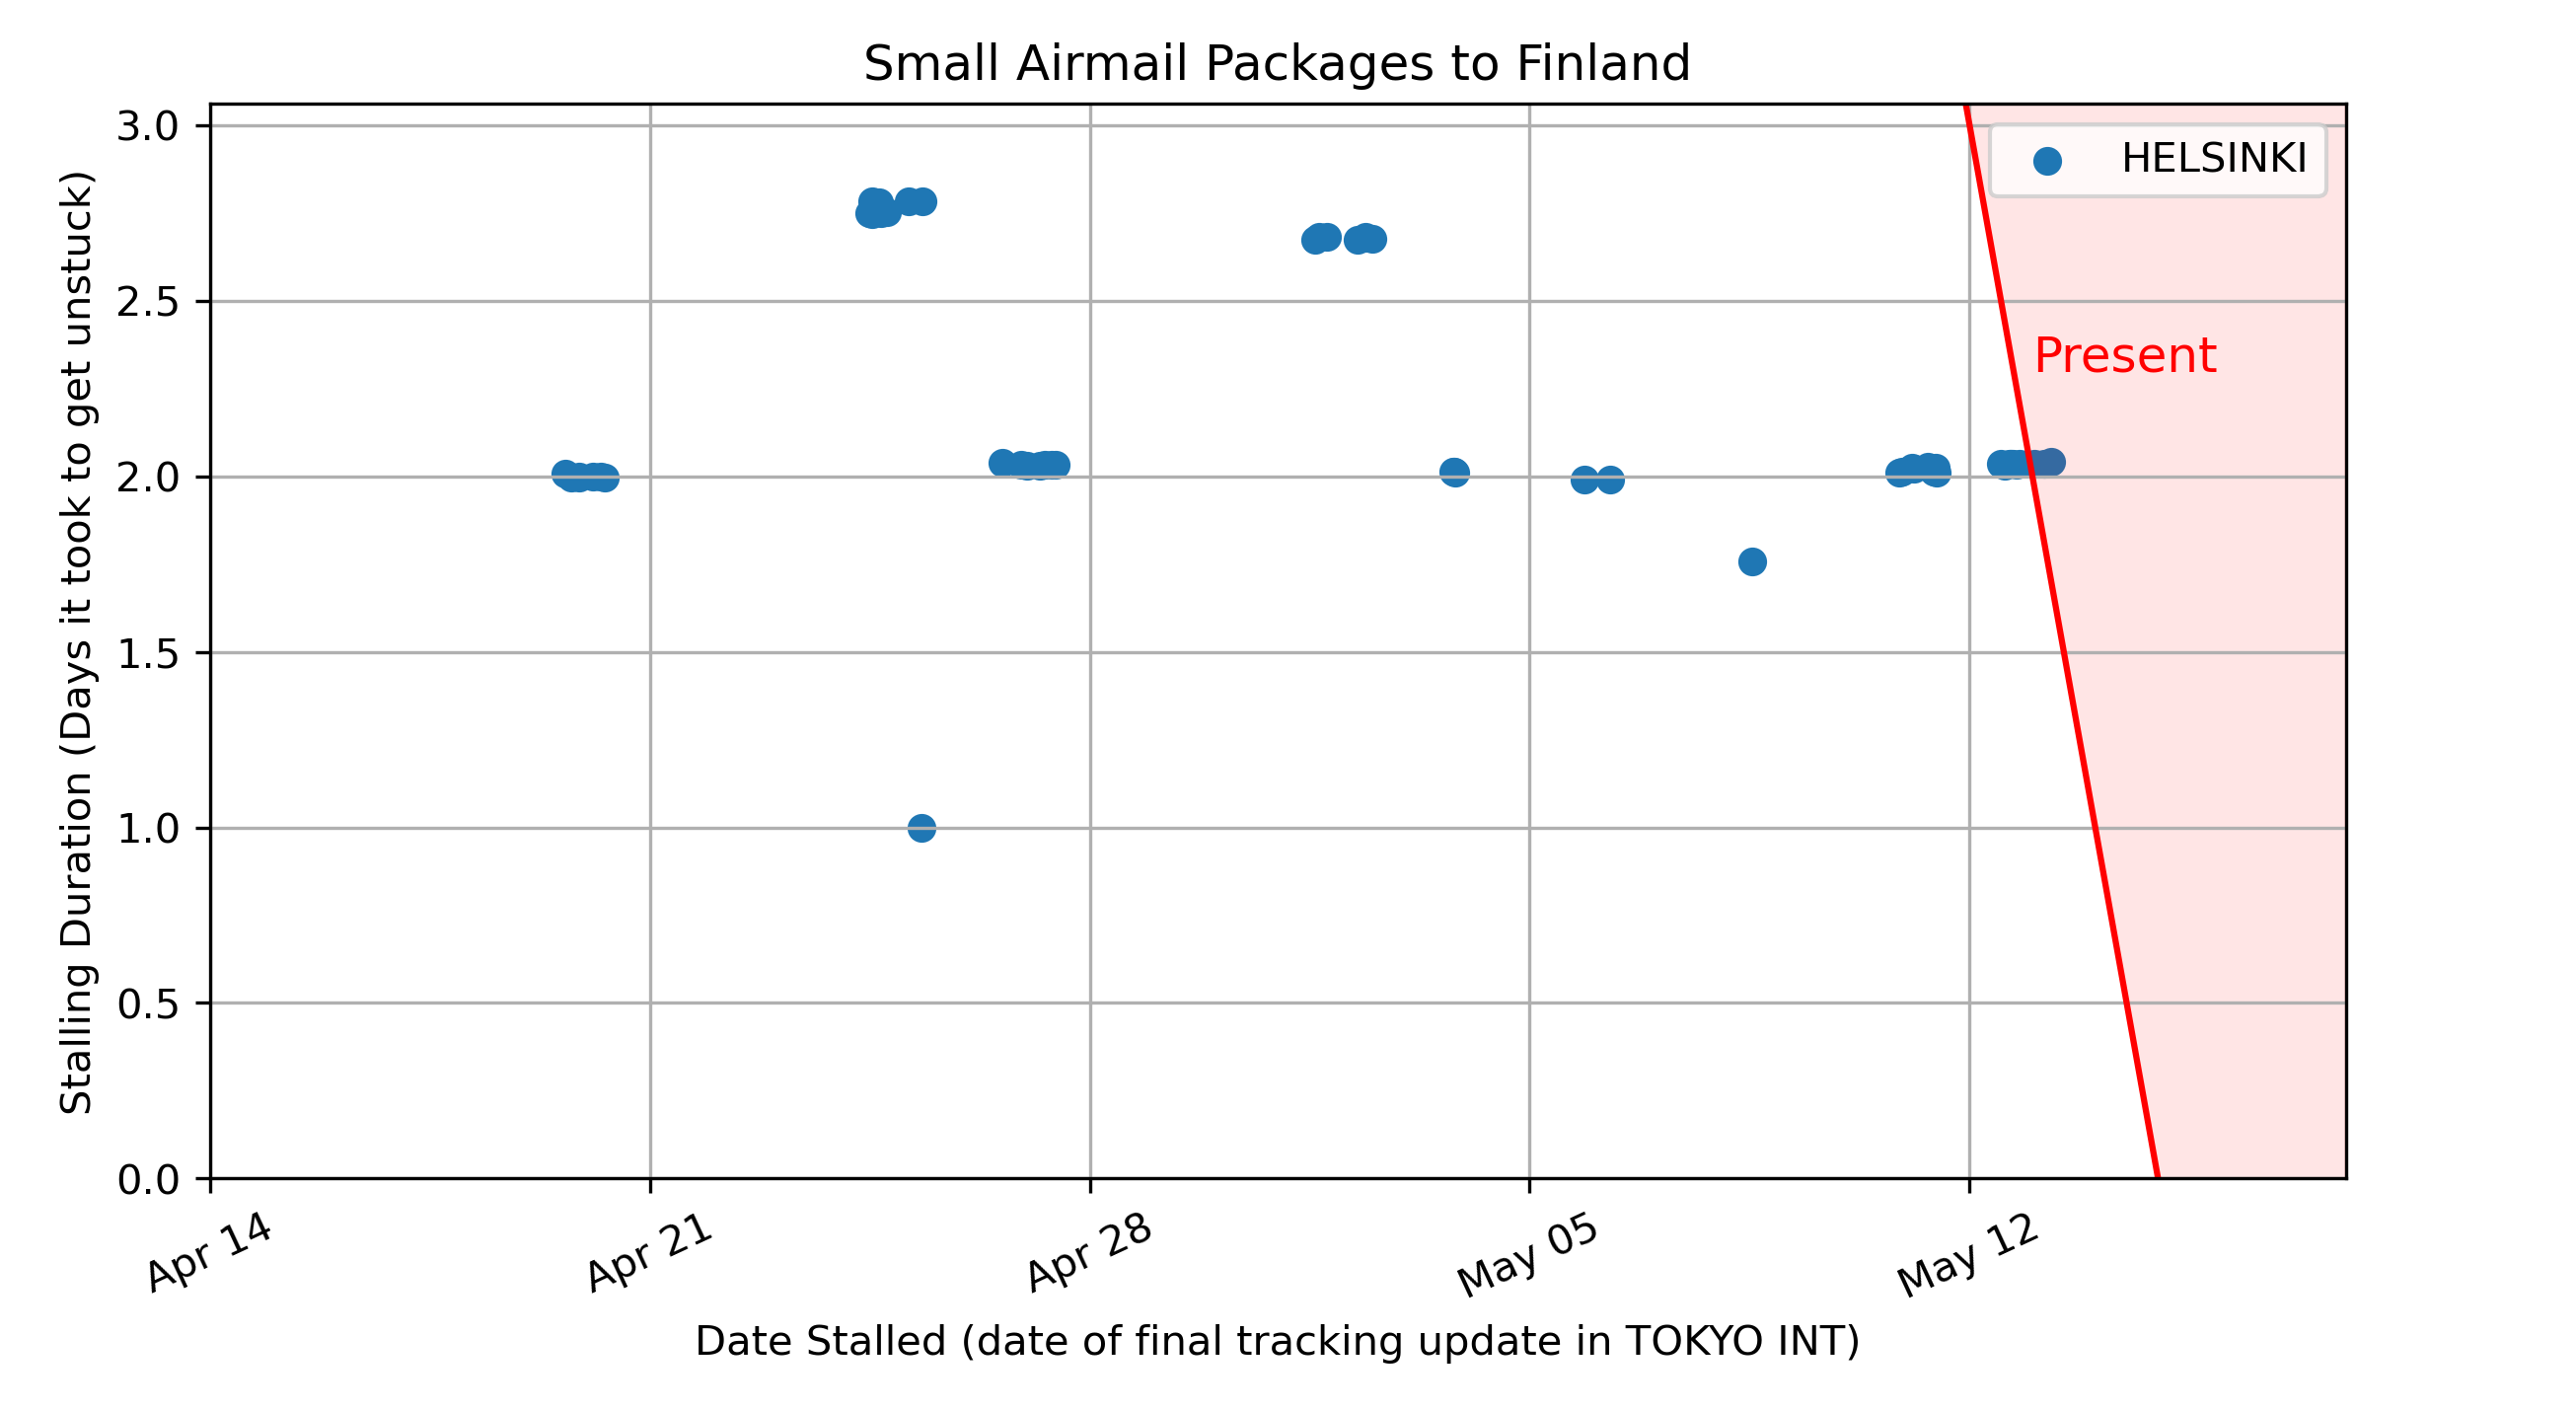 Small Airmail Packages to Finland
Stalling Duration (Days it took to get unstuck)
3.0
2.5
2.0
1.5
1.0
0.5
0.0
HELSINKI
Present
Apr 14
Apr 21
Apr 28
May 05
May 12
Date Stalled (date of final tracking update in TOKYO INT)